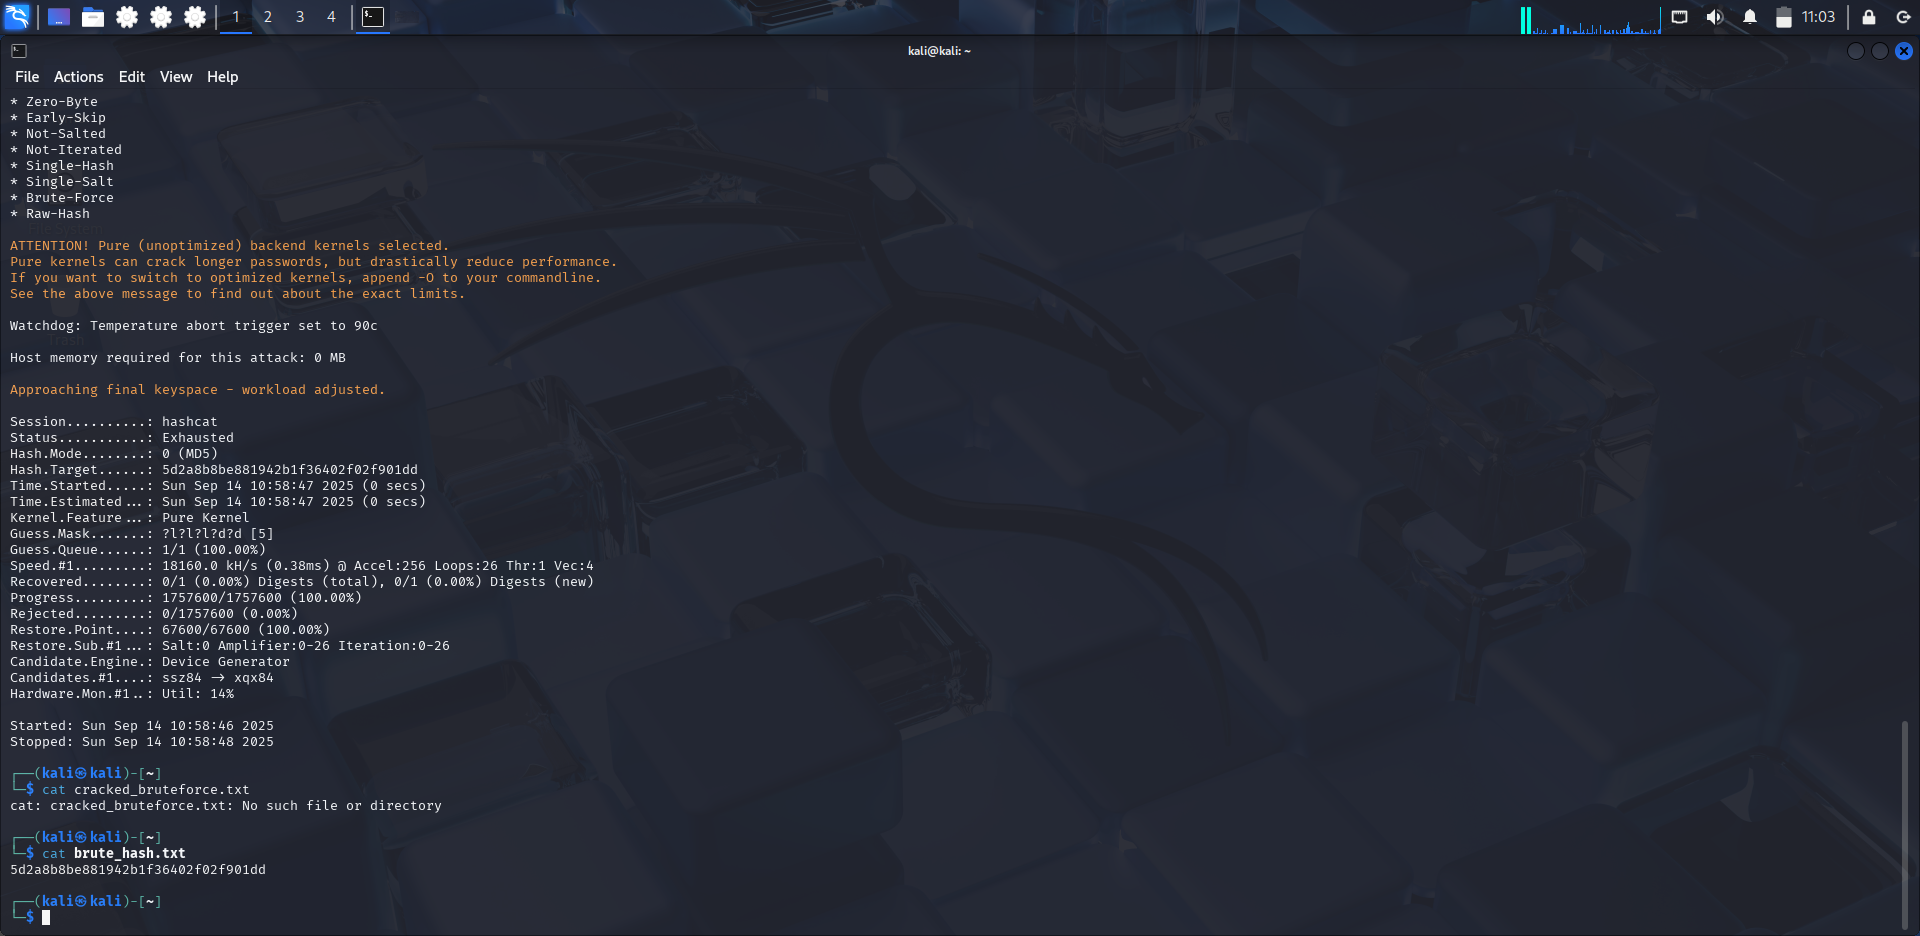 1 2 3 4 11:03
kali@kali: ~
File Actions Edit View Help
* Zero-Byte
* Early-Skip
* Not-Salted
* Not-Iterated
* Single-Hash
* Single-Salt
* Brute-Force
* Raw-Hash
ATTENTION! Pure (unoptimized) backend kernels selected.
Pure kernels can crack longer passwords, but drastically reduce performance.
If you want to switch to optimized kernels, append -O to your commandline.
See the above message to find out about the exact limits.
Watchdog: Temperature abort trigger set to 90c
Trash
Host memory required for this attack: 0 MB
Approaching final keyspace - workload adjusted.
Session..........: hashcat
Status...........: Exhausted
Hash.Mode........: 0 (MD5)
Hash.Target......: 5d2a8b8be881942b1f36402f02f901dd
Time.Started.....: Sun Sep 14 10:58:47 2025 (0 secs)
Time.Estimated...: Sun Sep 14 10:58:47 2025 (0 secs)
Kernel.Feature...: Pure Kernel
Guess.Mask.......: ?l?l?l?d?d [5]
Guess.Queue......: 1/1 (100.00%)
Speed.#1.........: 18160.0 kH/s (0.38ms) @ Accel:256 Loops:26 Thr:1 Vec:4
Recovered........: 0/1 (0.00%) Digests (total), 0/1 (0.00%) Digests (new)
Progress.........: 1757600/1757600 (100.00%)
Rejected.........: 0/1757600 (0.00%)
Restore.Point....: 67600/67600 (100.00%)
Restore.Sub.#1...: Salt:0 Amplifier:0-26 Iteration:0-26
Candidate.Engine.: Device Generator
Candidates.#1....: ssz84 -> xqx84
Hardware.Mon.#1..: Util: 14%
Started: Sun Sep 14 10:58:46 2025
Stopped: Sun Sep 14 10:58:48 2025
┌──(kali㉿kali)-[~]
└─$ cat cracked_bruteforce.txt
cat: cracked_bruteforce.txt: No such file or directory
┌──(kali㉿kali)-[~]
└─$ cat brute_hash.txt
5d2a8b8be881942b1f36402f02f901dd
┌──(kali㉿kali)-[~]
└─$